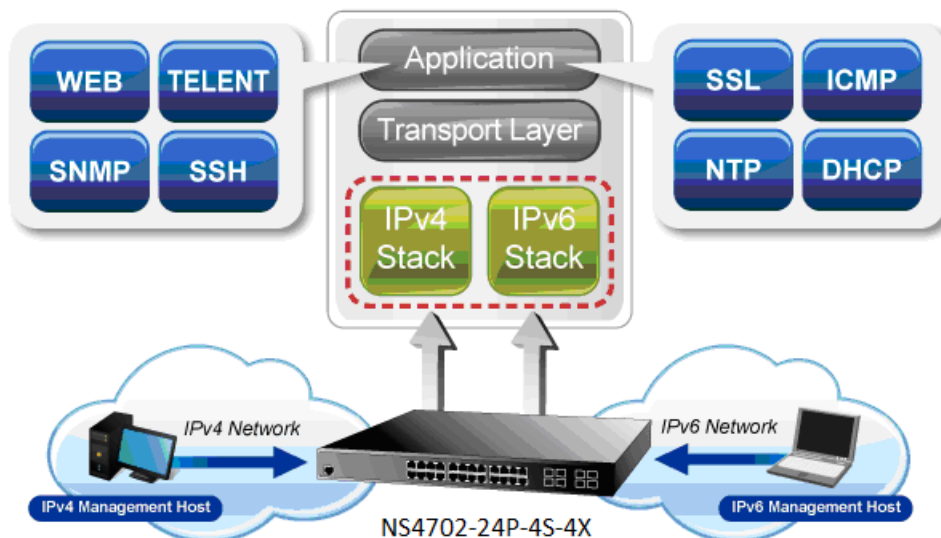 WEB
TELENT
SNMP
SSH
Application
Transport Layer
IPv4
Stack
IPv6
Stack
SSL
ICMP
NTP
DHCP
IPv4 Network
IPv6 Network
IPv4 Management Host
IPv6 Management Host
NS4702-24P-4S-4X